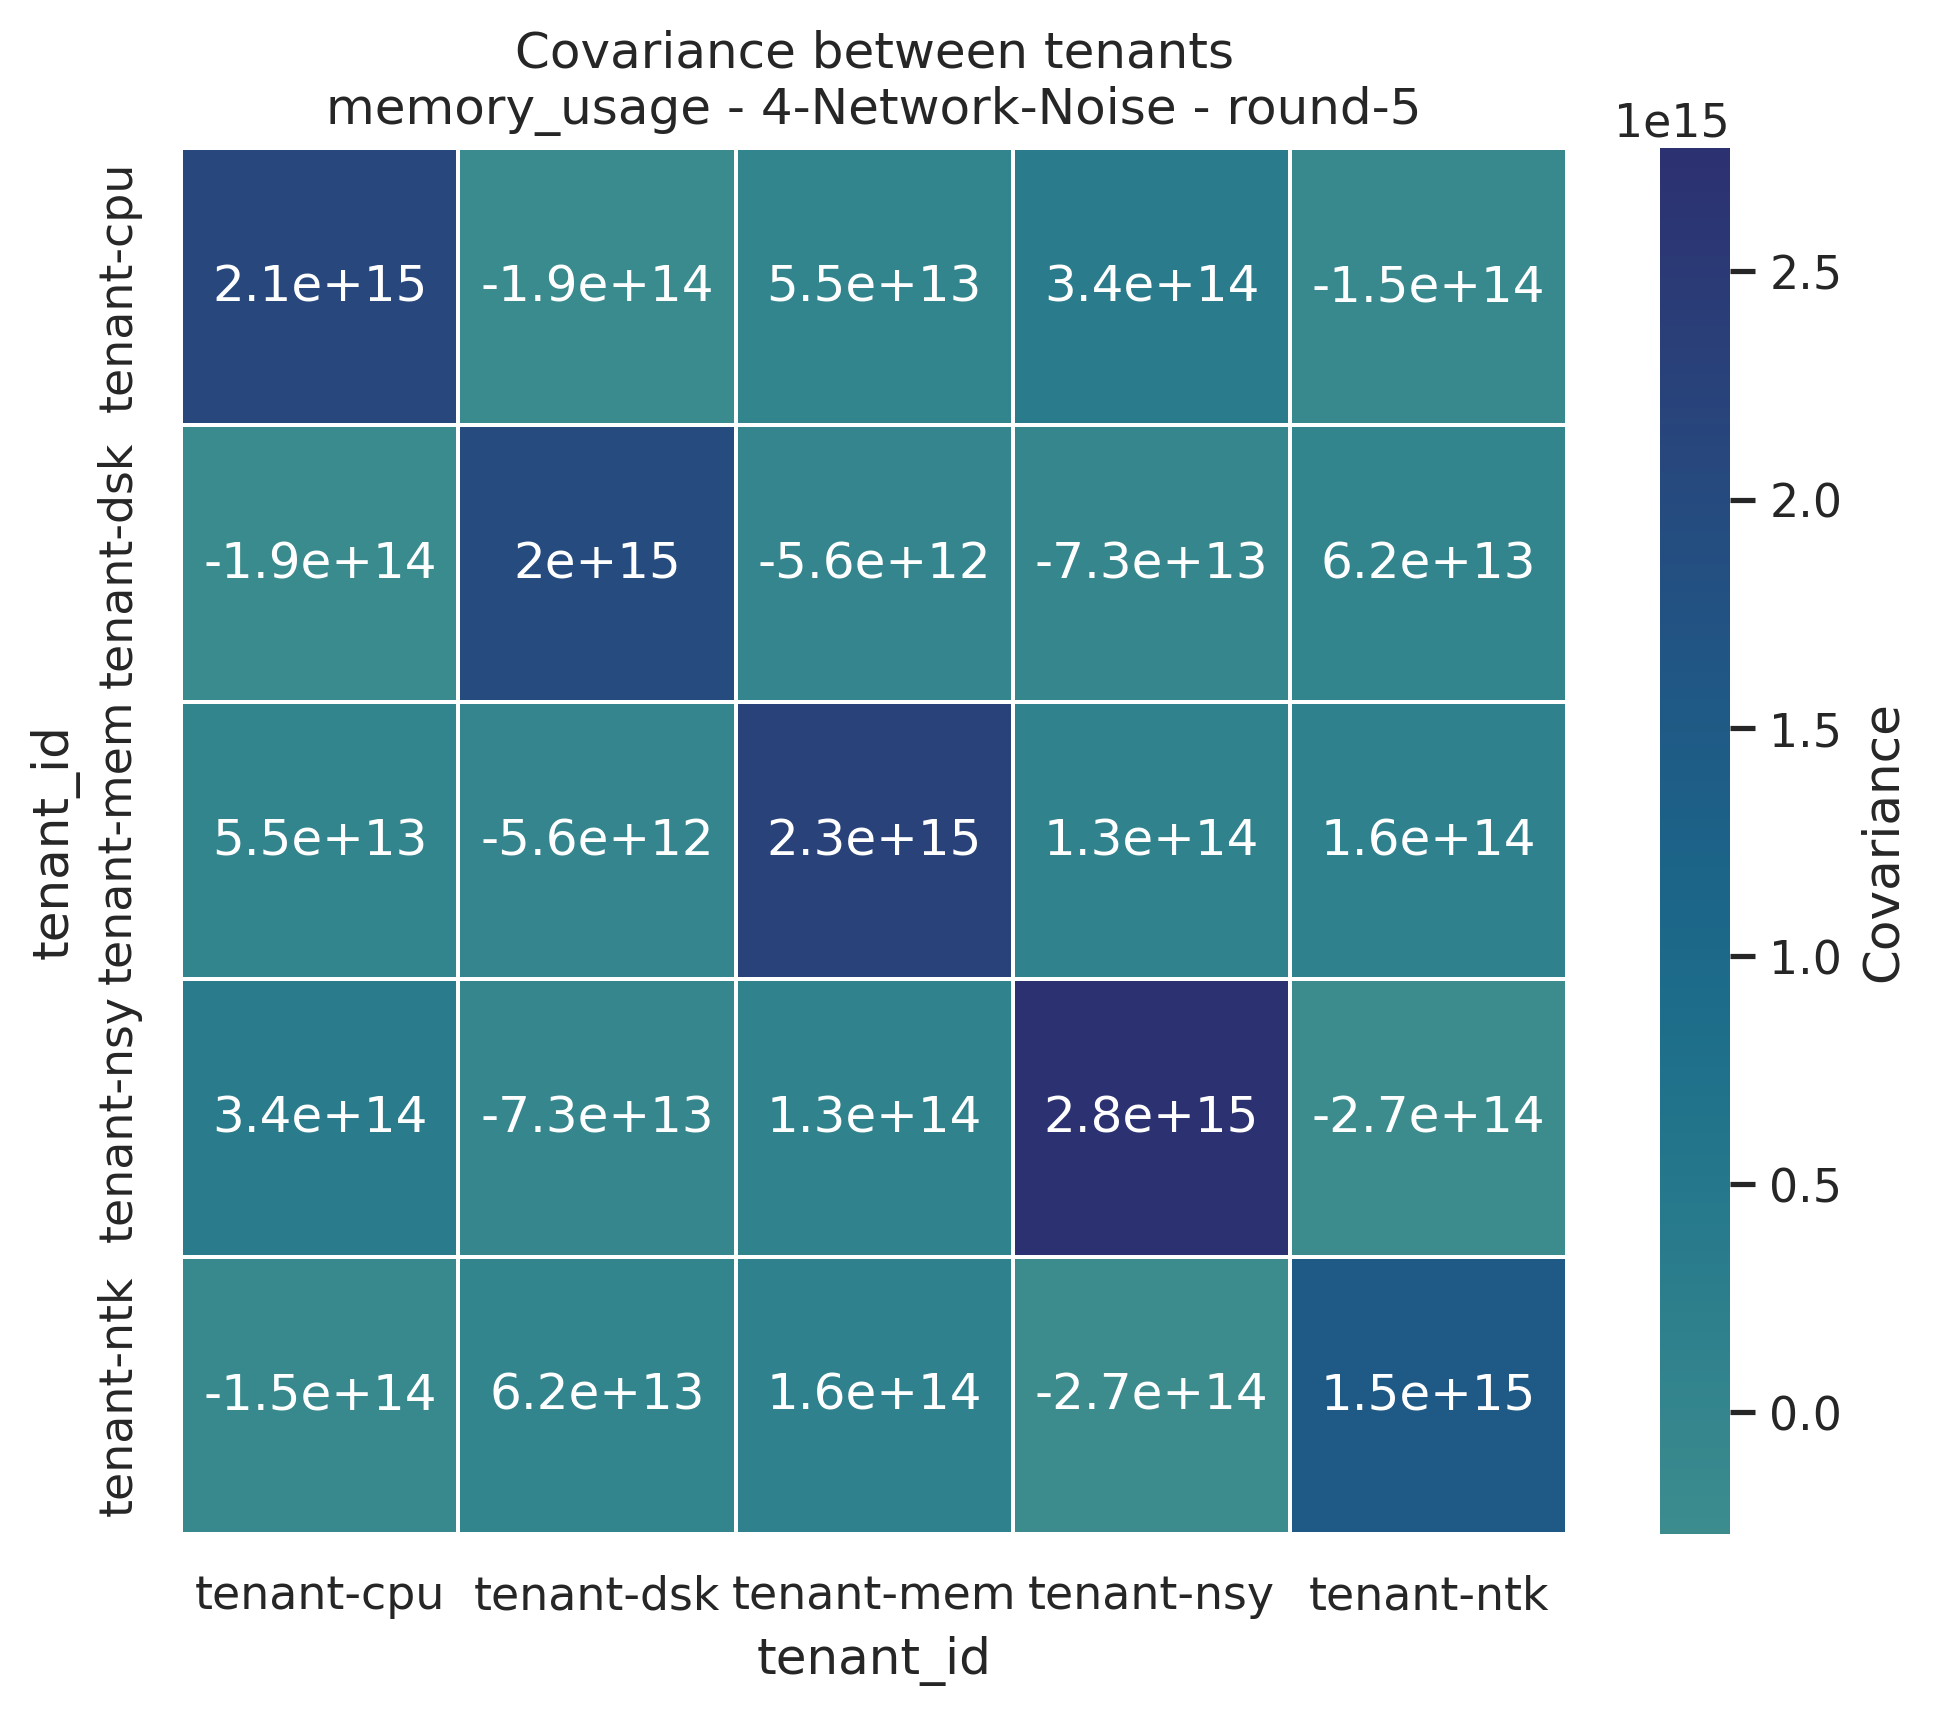 Covariance between tenants
memory_usage - 4-Network-Noise - round-5
1e15
tenant-cpu 2.1e+15 -1.9e+14 5.5e+13 3.4e+14 -1.5e+14
tenant-dsk -1.9e+14 2e+15 -5.6e+12 -7.3e+13 6.2e+13
tenant-mem 5.5e+13 -5.6e+12 2.3e+15 1.3e+14 1.6e+14
tenant-nsy 3.4e+14 -7.3e+13 1.3e+14 2.8e+15 -2.7e+14
tenant-ntk -1.5e+14 6.2e+13 1.6e+14 -2.7e+14 1.5e+15
tenant_id
tenant-cpu tenant-dsk tenant-mem tenant-nsy tenant-ntk
tenant_id
2.5
2.0
1.5
1.0
0.5
0.0
Covariance